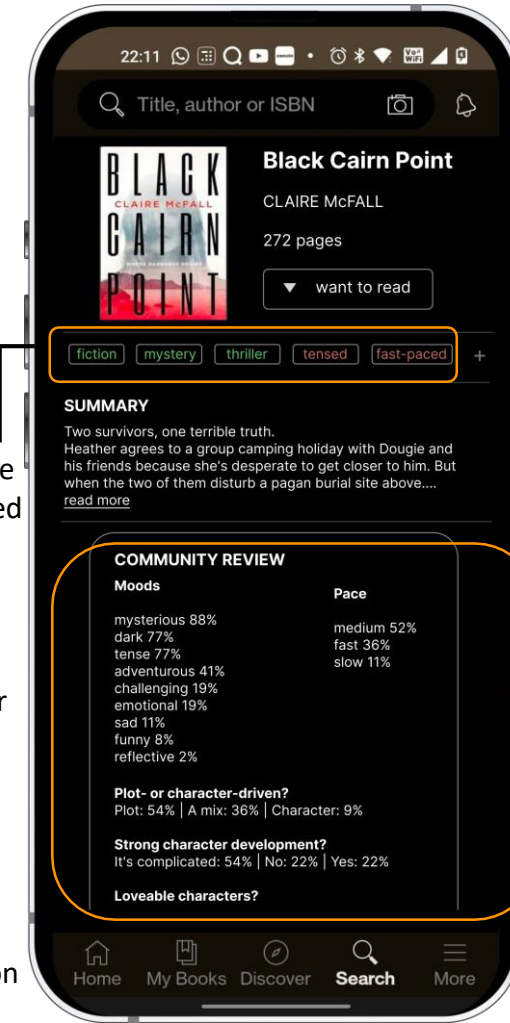 22:11
Vo))
WiFi
Title, author or ISBN
BLACK
CLAIRE McFALL
CAIRN
POINT
Black Cairn Point
CLAIRE McFALL
272 pages
▼ want to read
fiction mystery thriller tensed fast-paced +
SUMMARY
Two survivors, one terrible truth.
Heather agrees to a group camping holiday with Dougie and
his friends because she's desperate to get closer to him. But
when the two of them disturb a pagan burial site above....
read more
COMMUNITY REVIEW
Moods
mysterious 88%
dark 77%
tense 77%
adventurous 41%
challenging 19%
emotional 19%
sad 11%
funny 8%
reflective 2%
Pace
medium 52%
fast 36%
slow 11%
Plot- or character-driven?
Plot: 54% | A mix: 36% | Character: 9%
Strong character development?
It's complicated: 54% | No: 22% | Yes: 22%
Loveable characters?
Home My Books Discover Search More
e
ed
r
on